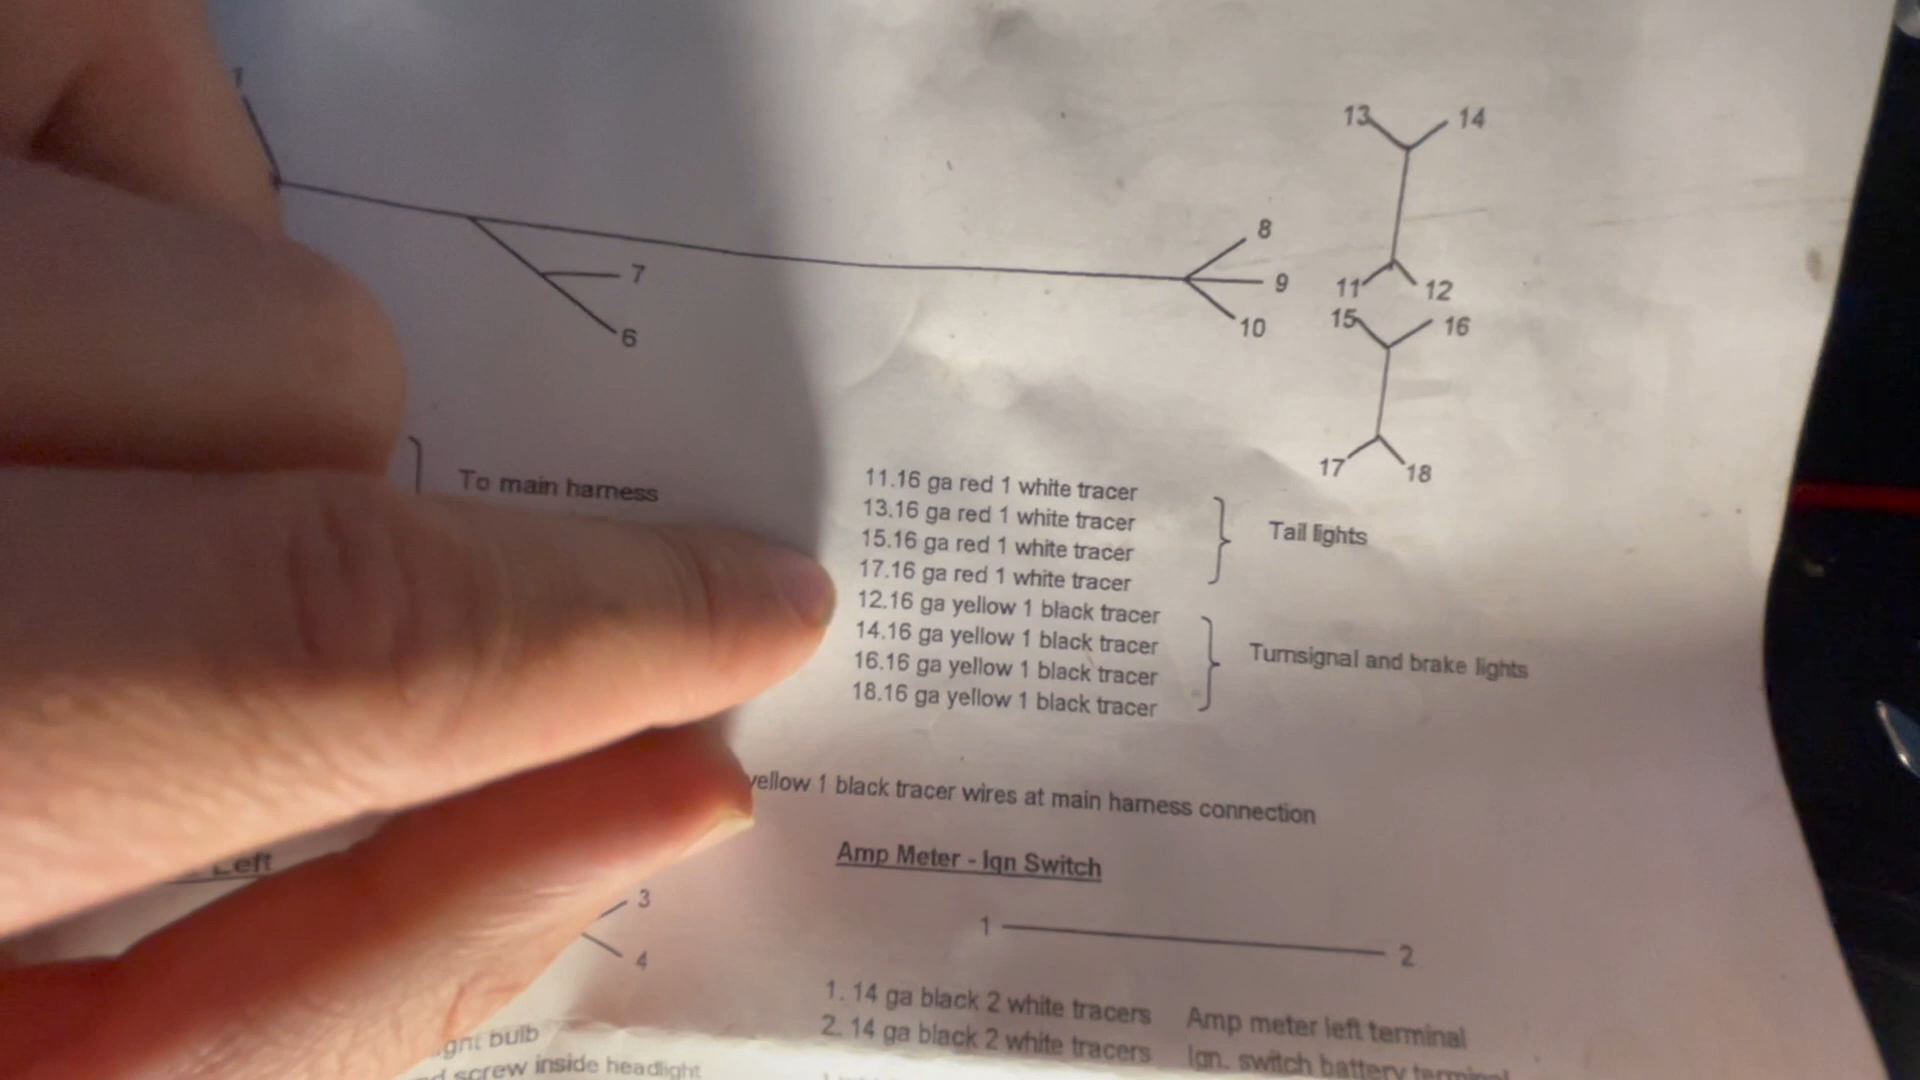 13 14
8
7 9
11 12
10 15 16
6
17 18
To main harness
11.16 ga red 1 white tracer
13.16 ga red 1 white tracer
15.16 ga red 1 white tracer
17.16 ga red 1 white tracer
Tail lights
12.16 ga yellow 1 black tracer
14.16 ga yellow 1 black tracer
16.16 ga yellow 1 black tracer
18.16 ga yellow 1 black tracer
Turnsignal and brake lights
yellow 1 black tracer wires at main harness connection
Left
3
4
Amp Meter - Ign Switch
1 2
1. 14 ga black 2 white tracers Amp meter left terminal
2. 14 ga black 2 white tracers Ign. switch battery terminal
bulb
screw inside headlight